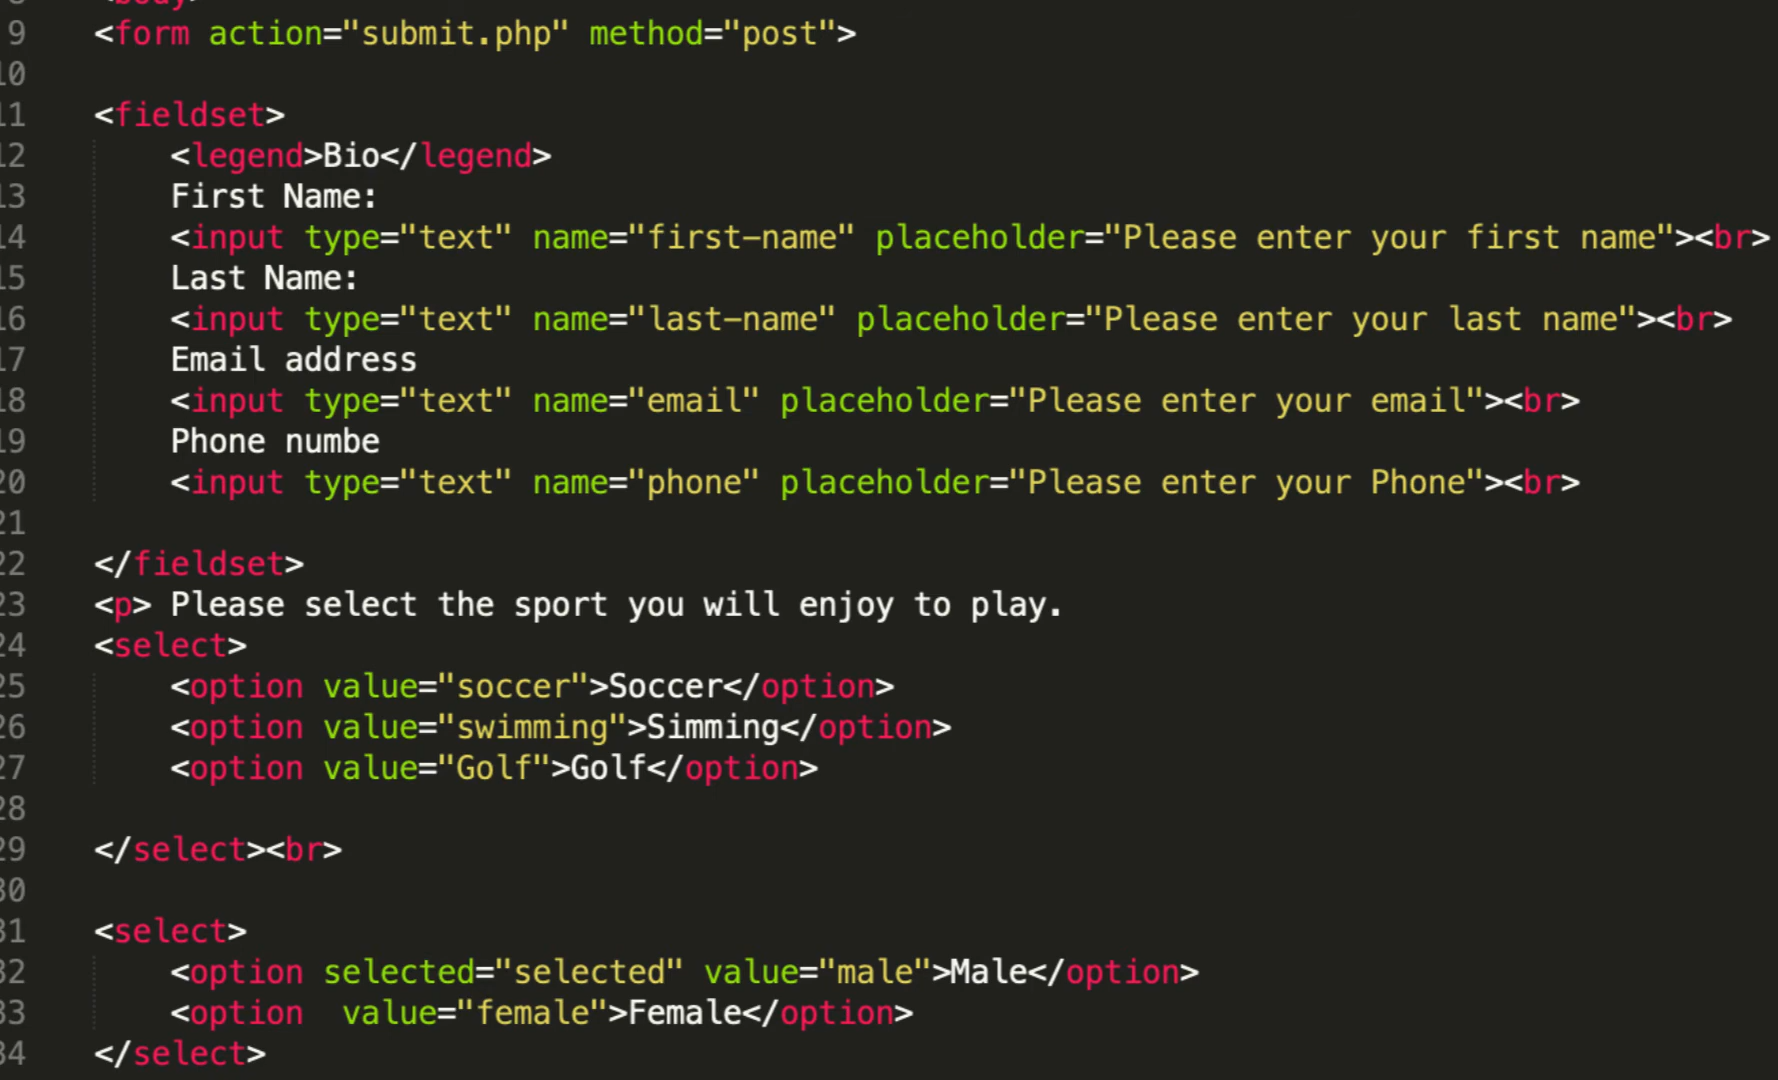 8 <body>
9 <form action="submit.php" method="post">
10
11 <fieldset>
12 <legend>Bio</legend>
13 First Name:
14 <input type="text" name="first-name" placeholder="Please enter your first name"><br>
15 Last Name:
16 <input type="text" name="last-name" placeholder="Please enter your last name"><br>
17 Email address
18 <input type="text" name="email" placeholder="Please enter your email"><br>
19 Phone numbe
20 <input type="text" name="phone" placeholder="Please enter your Phone"><br>
21
22 </fieldset>
23 <p> Please select the sport you will enjoy to play.
24 <select>
25 <option value="soccer">Soccer</option>
26 <option value="swimming">Simming</option>
27 <option value="Golf">Golf</option>
28
29 </select><br>
30
31 <select>
32 <option selected="selected" value="male">Male</option>
33 <option  value="female">Female</option>
34 </select>